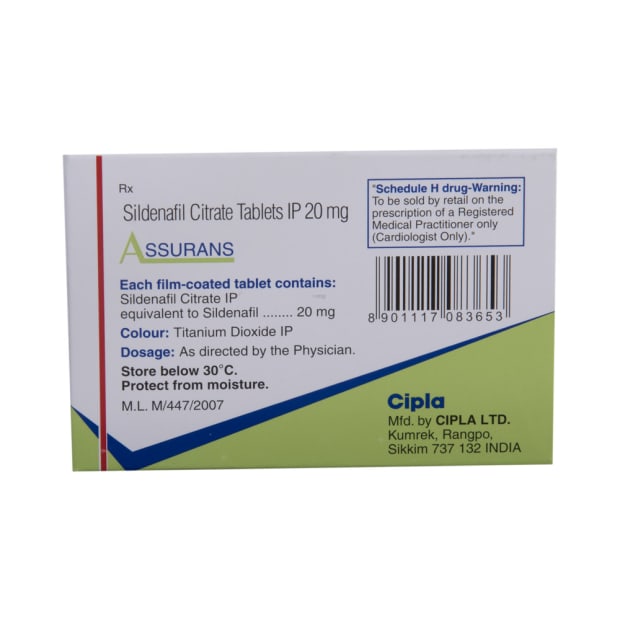 Rx
Sildenafil Citrate Tablets IP 20 mg
ASSURANS
Each film-coated tablet contains:
Sildenafil Citrate IP
equivalent to Sildenafil ........ 20 mg
Colour: Titanium Dioxide IP
Dosage: As directed by the Physician.
Store below 30°C.
Protect from moisture.
M.L. M/447/2007
"Schedule H drug-Warning:
To be sold by retail on the
prescription of a Registered
Medical Practitioner only
(Cardiologist Only)."
8 901117 083653
Cipla
Mfd. by CIPLA LTD.
Kumrek, Rangpo,
Sikkim 737 132 INDIA